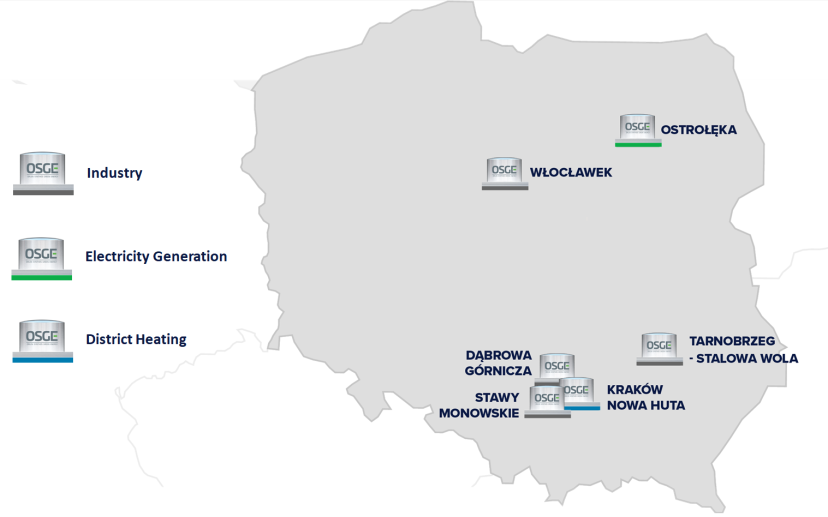 OSGE
Industry
OSGE
Electricity Generation
OSGE
District Heating
OSGE
OSTROŁĘKA
OSGE
WŁOCŁAWEK
OSGE
TARNOBRZEG
- STALOWA WOLA
DĄBROWA
GÓRNICZA
OSGE
OSGE
KRAKÓW
NOWA HUTA
STAWY
MONOWSKIE
OSGE